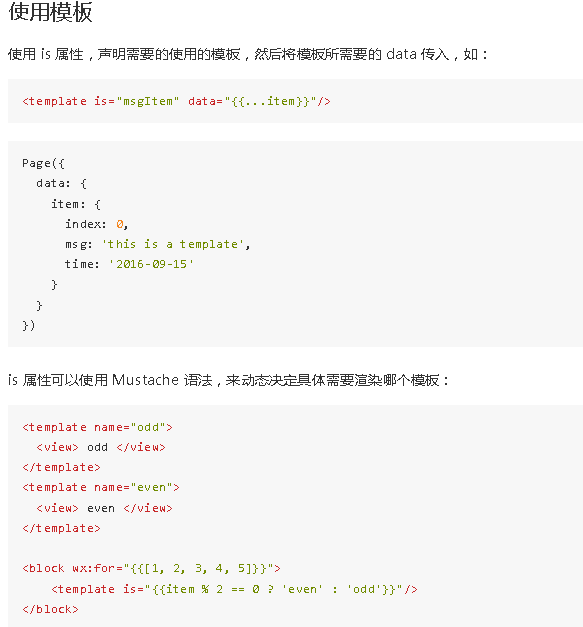 使用模板
使用 is 属性，声明需要的使用的模板，然后将模板所需要的 data 传入，如：
<template is="msgItem" data="{{...item}}"/>
Page({
  data: {
    item: {
      index: 0,
      msg: 'this is a template',
      time: '2016-09-15'
    }
  }
})
is 属性可以使用 Mustache 语法，来动态决定具体需要渲染哪个模板：
<template name="odd">
  <view> odd </view>
</template>
<template name="even">
  <view> even </view>
</template>
<block wx:for="{{[1, 2, 3, 4, 5]}}">
    <template is="{{item % 2 == 0 ? 'even' : 'odd'}}"/>
</block>